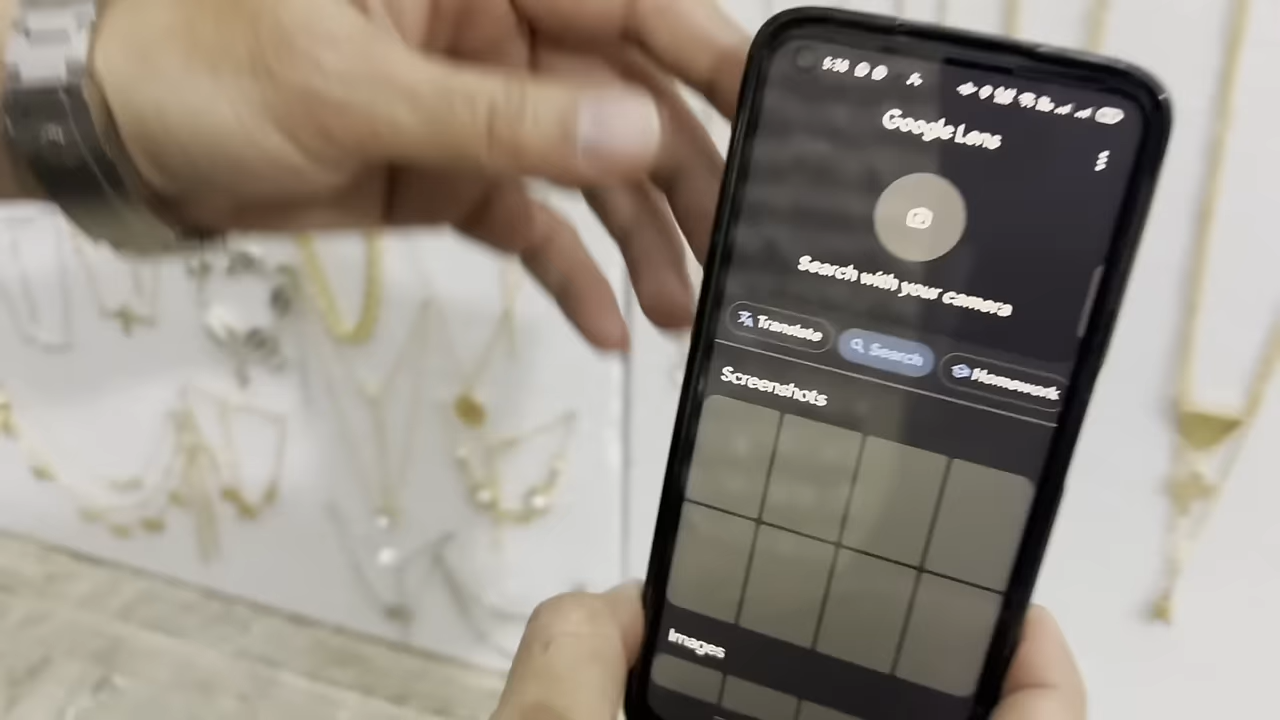 Google Lens
Search with your camera
Translate
Search
Homework
Screenshots
Images